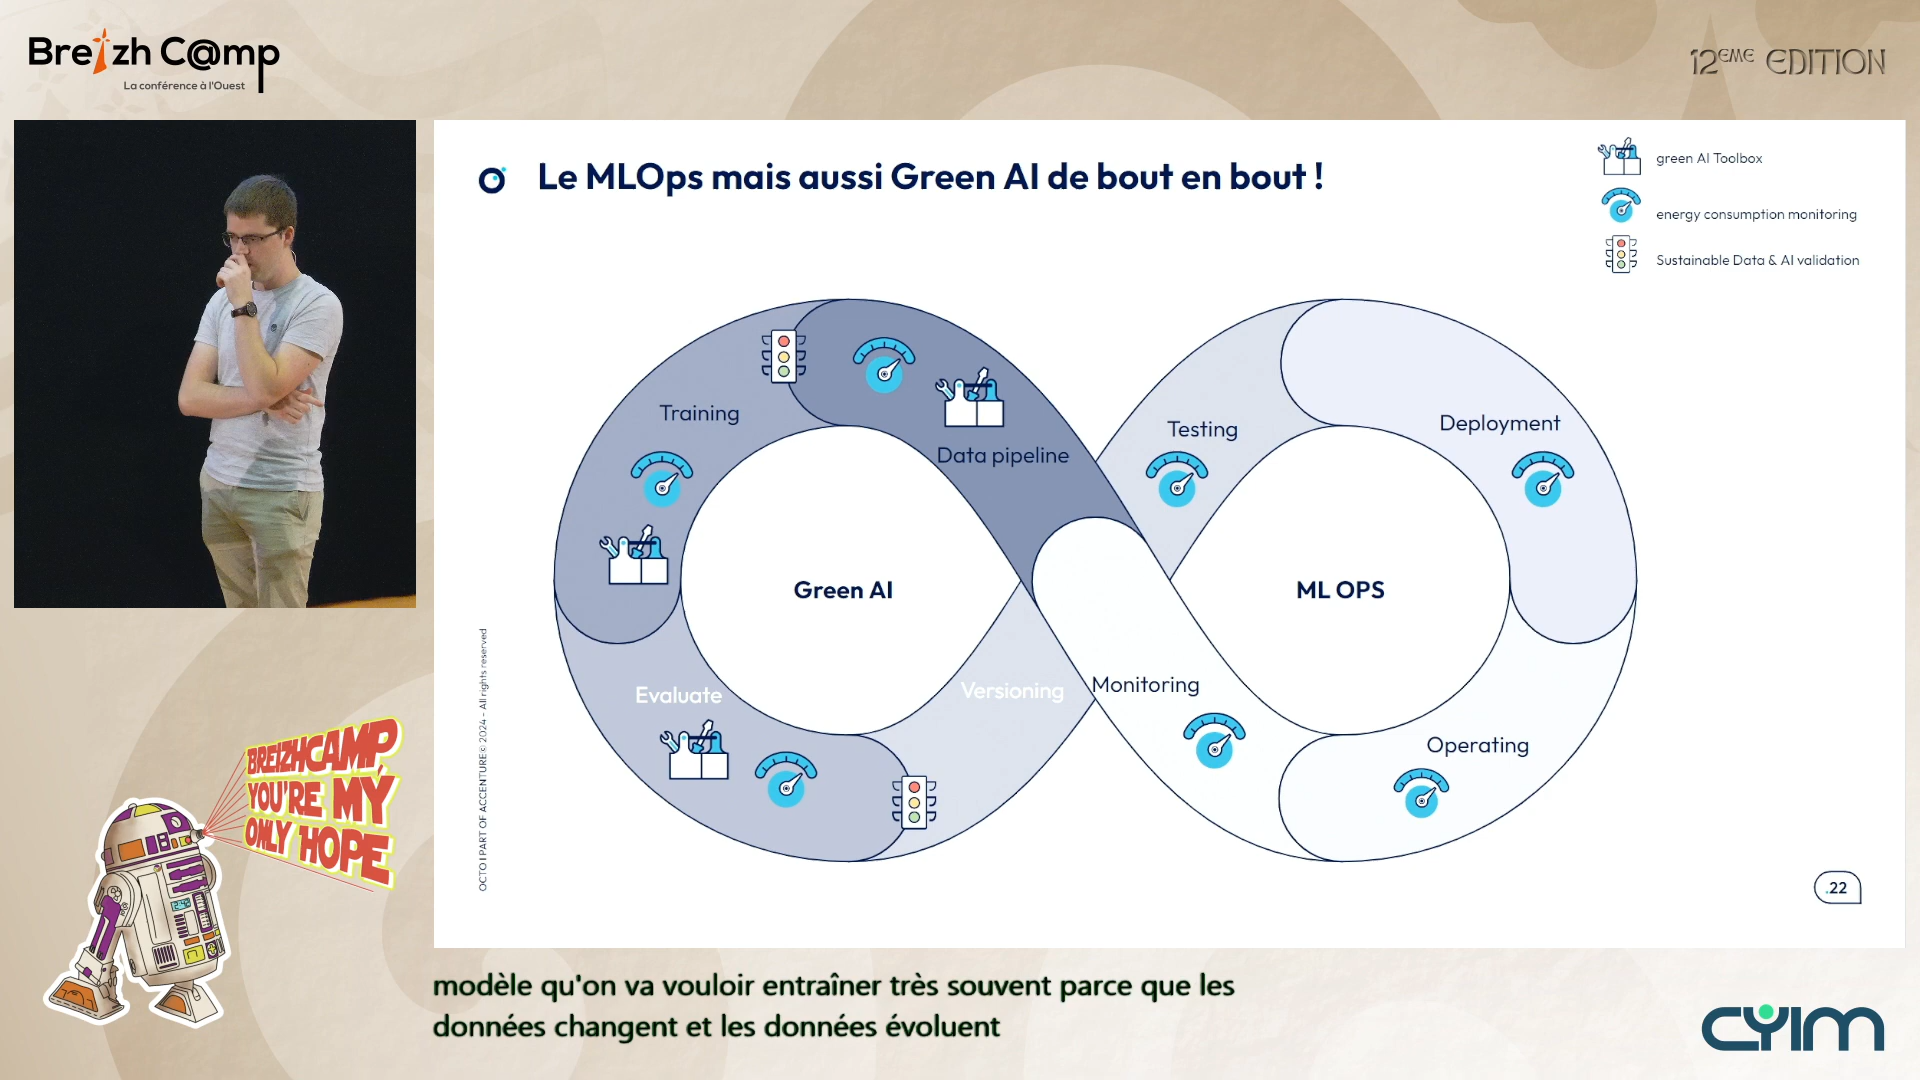 Breizh C@mp
La conférence à l'Ouest
12EME EDITION
Le MLOps mais aussi Green AI de bout en bout !
green AI Toolbox
energy consumption monitoring
Sustainable Data & AI validation
Training
Data pipeline
Testing
Deployment
Green AI
ML OPS
Evaluate
Versioning
Monitoring
Operating
OCTO | PART OF ACCENTURE © 2024 - All rights reserved
.22
BREIZHCAMP,
YOU'RE MY
ONLY HOPE
modèle qu'on va vouloir entraîner très souvent parce que les
données changent et les données évoluent
CYIM